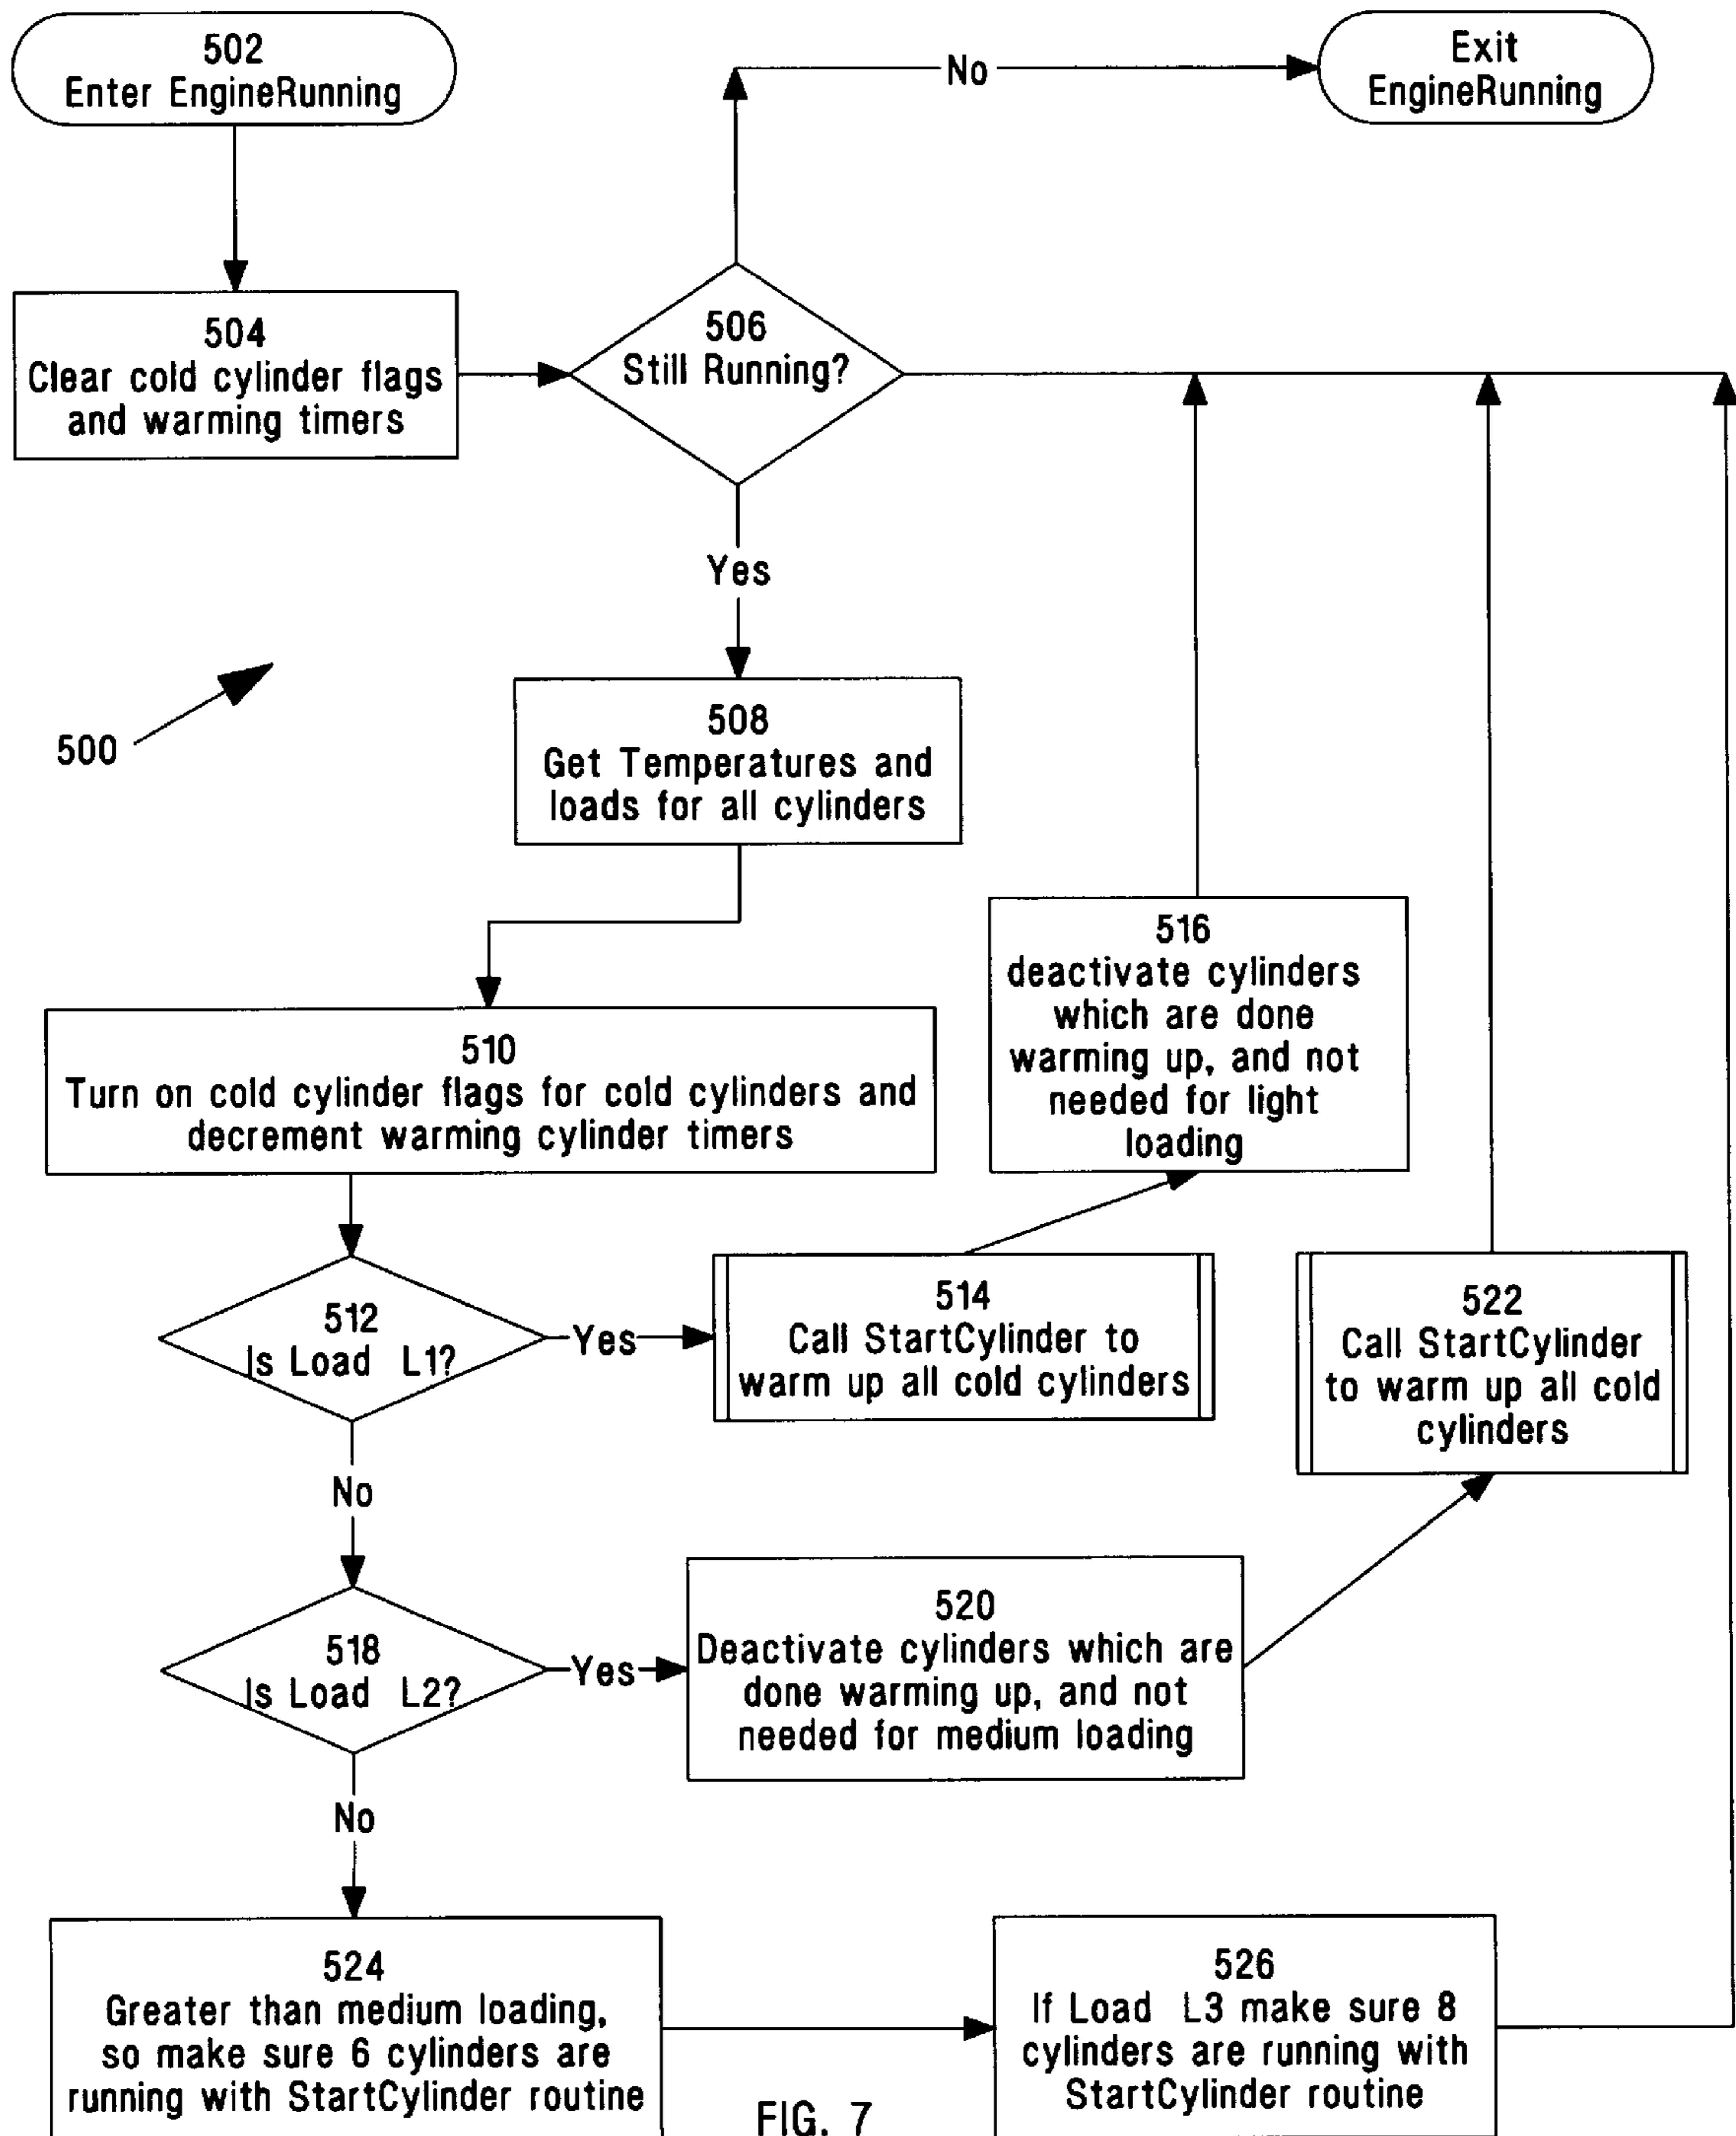 502
Enter EngineRunning
No
Exit
EngineRunning
504
Clear cold cylinder flags
and warming timers
506
Still Running?
Yes
500
508
Get Temperatures and
loads for all cylinders
510
Turn on cold cylinder flags for cold cylinders and
decrement warming cylinder timers
516
deactivate cylinders
which are done
warming up, and not
needed for light
loading
512
Is Load L1?
Yes
514
Call StartCylinder to
warm up all cold cylinders
522
Call StartCylinder
to warm up all cold
cylinders
No
518
Is Load L2?
Yes
520
Deactivate cylinders which are
done warming up, and not
needed for medium loading
No
524
Greater than medium loading,
so make sure 6 cylinders are
running with StartCylinder routine
526
If Load L3 make sure 8
cylinders are running with
StartCylinder routine
FIG. 7